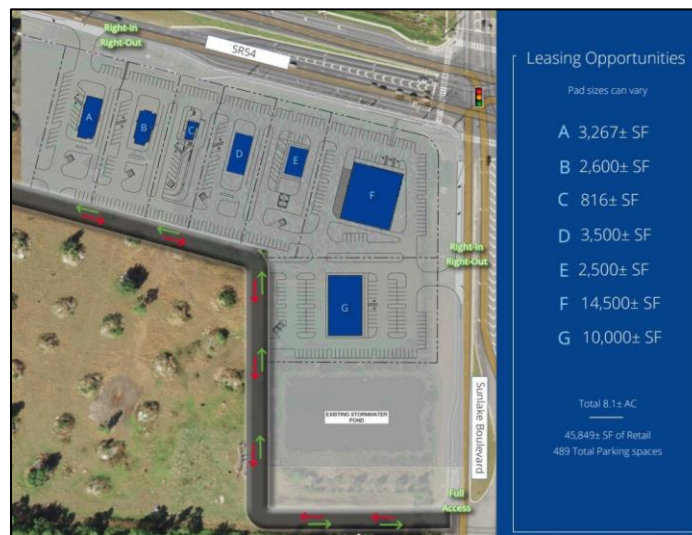 Right-In
Right-Out
SR54
A
B
C
D
E
F
Right-In
Right-Out
G
EXISTING STORMWATER
POND
Sunlake Boulevard
Full
Access
Leasing Opportunities
Pad sizes can vary
A 3,267± SF
B 2,600± SF
C 816± SF
D 3,500± SF
E 2,500± SF
F 14,500± SF
G 10,000± SF
Total 8.1± AC
45,849± SF of Retail
489 Total Parking spaces